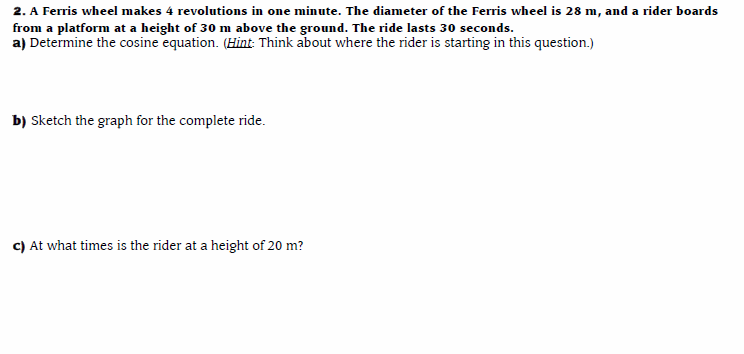 2. A Ferris wheel makes 4 revolutions in one minute. The diameter of the Ferris wheel is 28 m, and a rider boards
from a platform at a height of 30 m above the ground. The ride lasts 30 seconds.
a) Determine the cosine equation. (Hint: Think about where the rider is starting in this question.)
b) Sketch the graph for the complete ride.
c) At what times is the rider at a height of 20 m?